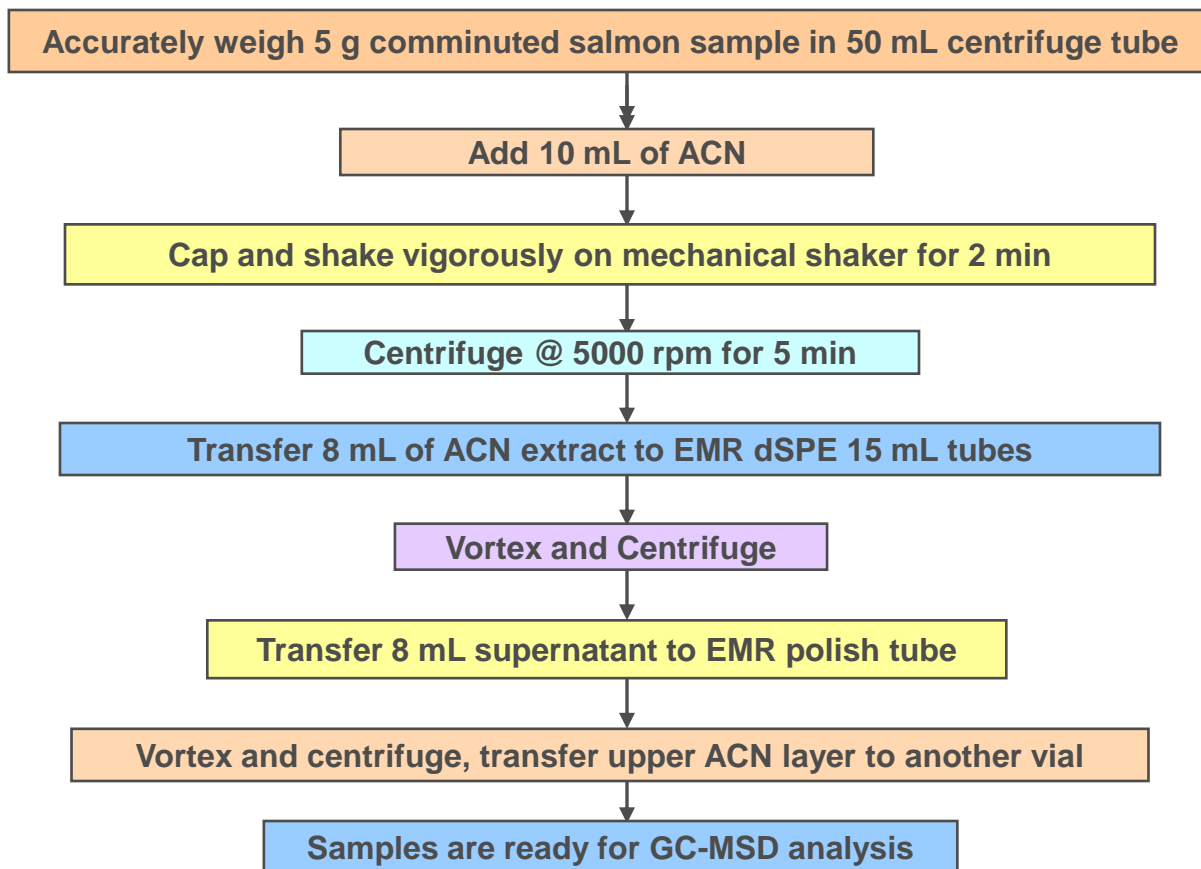 Accurately weigh 5 g comminuted salmon sample in 50 mL centrifuge tube
Add 10 mL of ACN
Cap and shake vigorously on mechanical shaker for 2 min
Centrifuge @ 5000 rpm for 5 min
Transfer 8 mL of ACN extract to EMR dSPE 15 mL tubes
Vortex and Centrifuge
Transfer 8 mL supernatant to EMR polish tube
Vortex and centrifuge, transfer upper ACN layer to another vial
Samples are ready for GC-MSD analysis